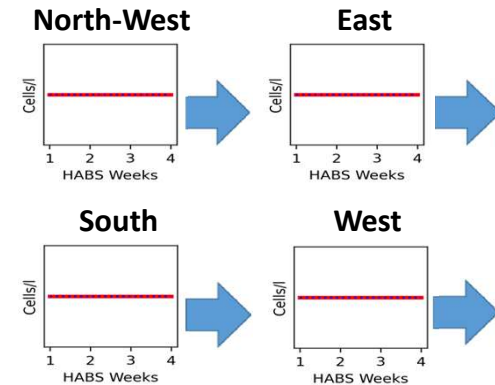 North-West
East
Cells/l
1 2 3 4
HABS Weeks
Cells/l
1 2 3 4
HABS Weeks
South
West
Cells/l
1 2 3 4
HABS Weeks
Cells/l
1 2 3 4
HABS Weeks